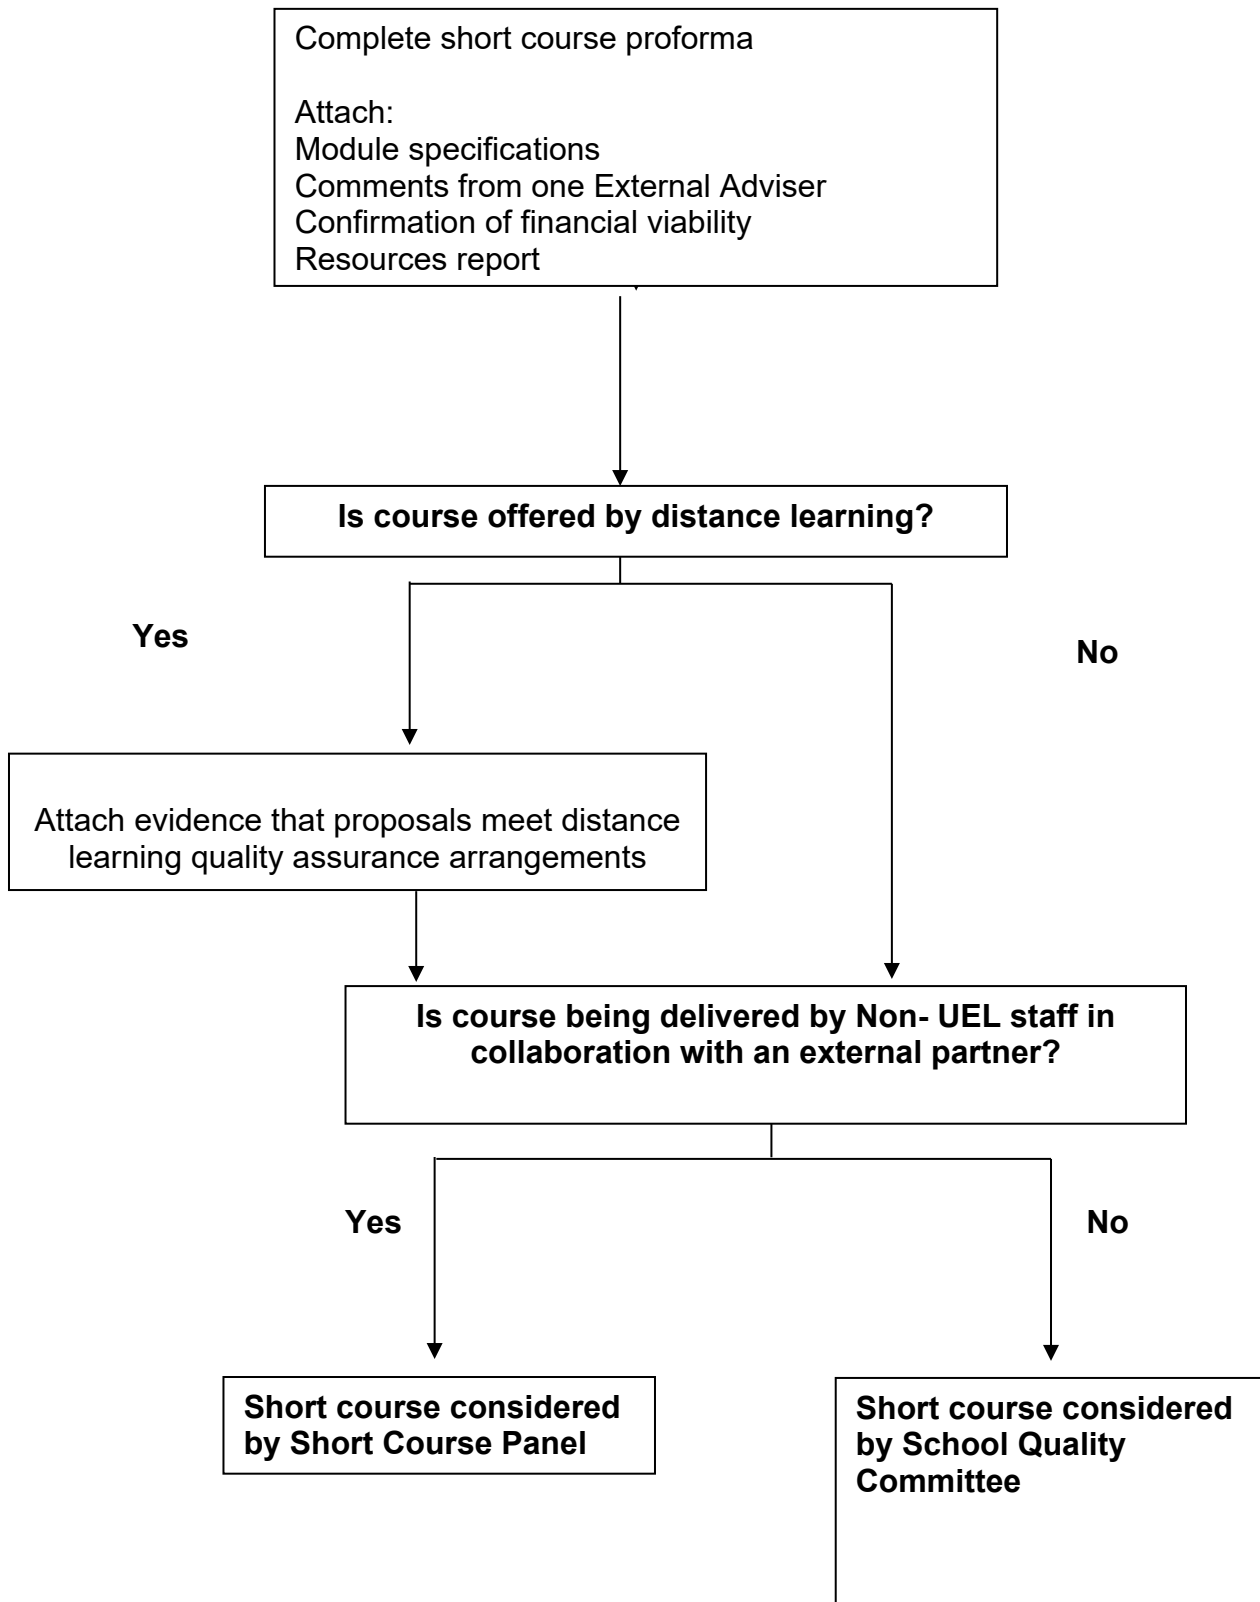 Complete short course proforma
Attach:
Module specifications
Comments from one External Adviser
Confirmation of financial viability
Resources report
Is course offered by distance learning?
Yes
No
Attach evidence that proposals meet distance
learning quality assurance arrangements
Is course being delivered by Non- UEL staff in
collaboration with an external partner?
Yes
No
Short course considered
by Short Course Panel
Short course considered
by School Quality
Committee